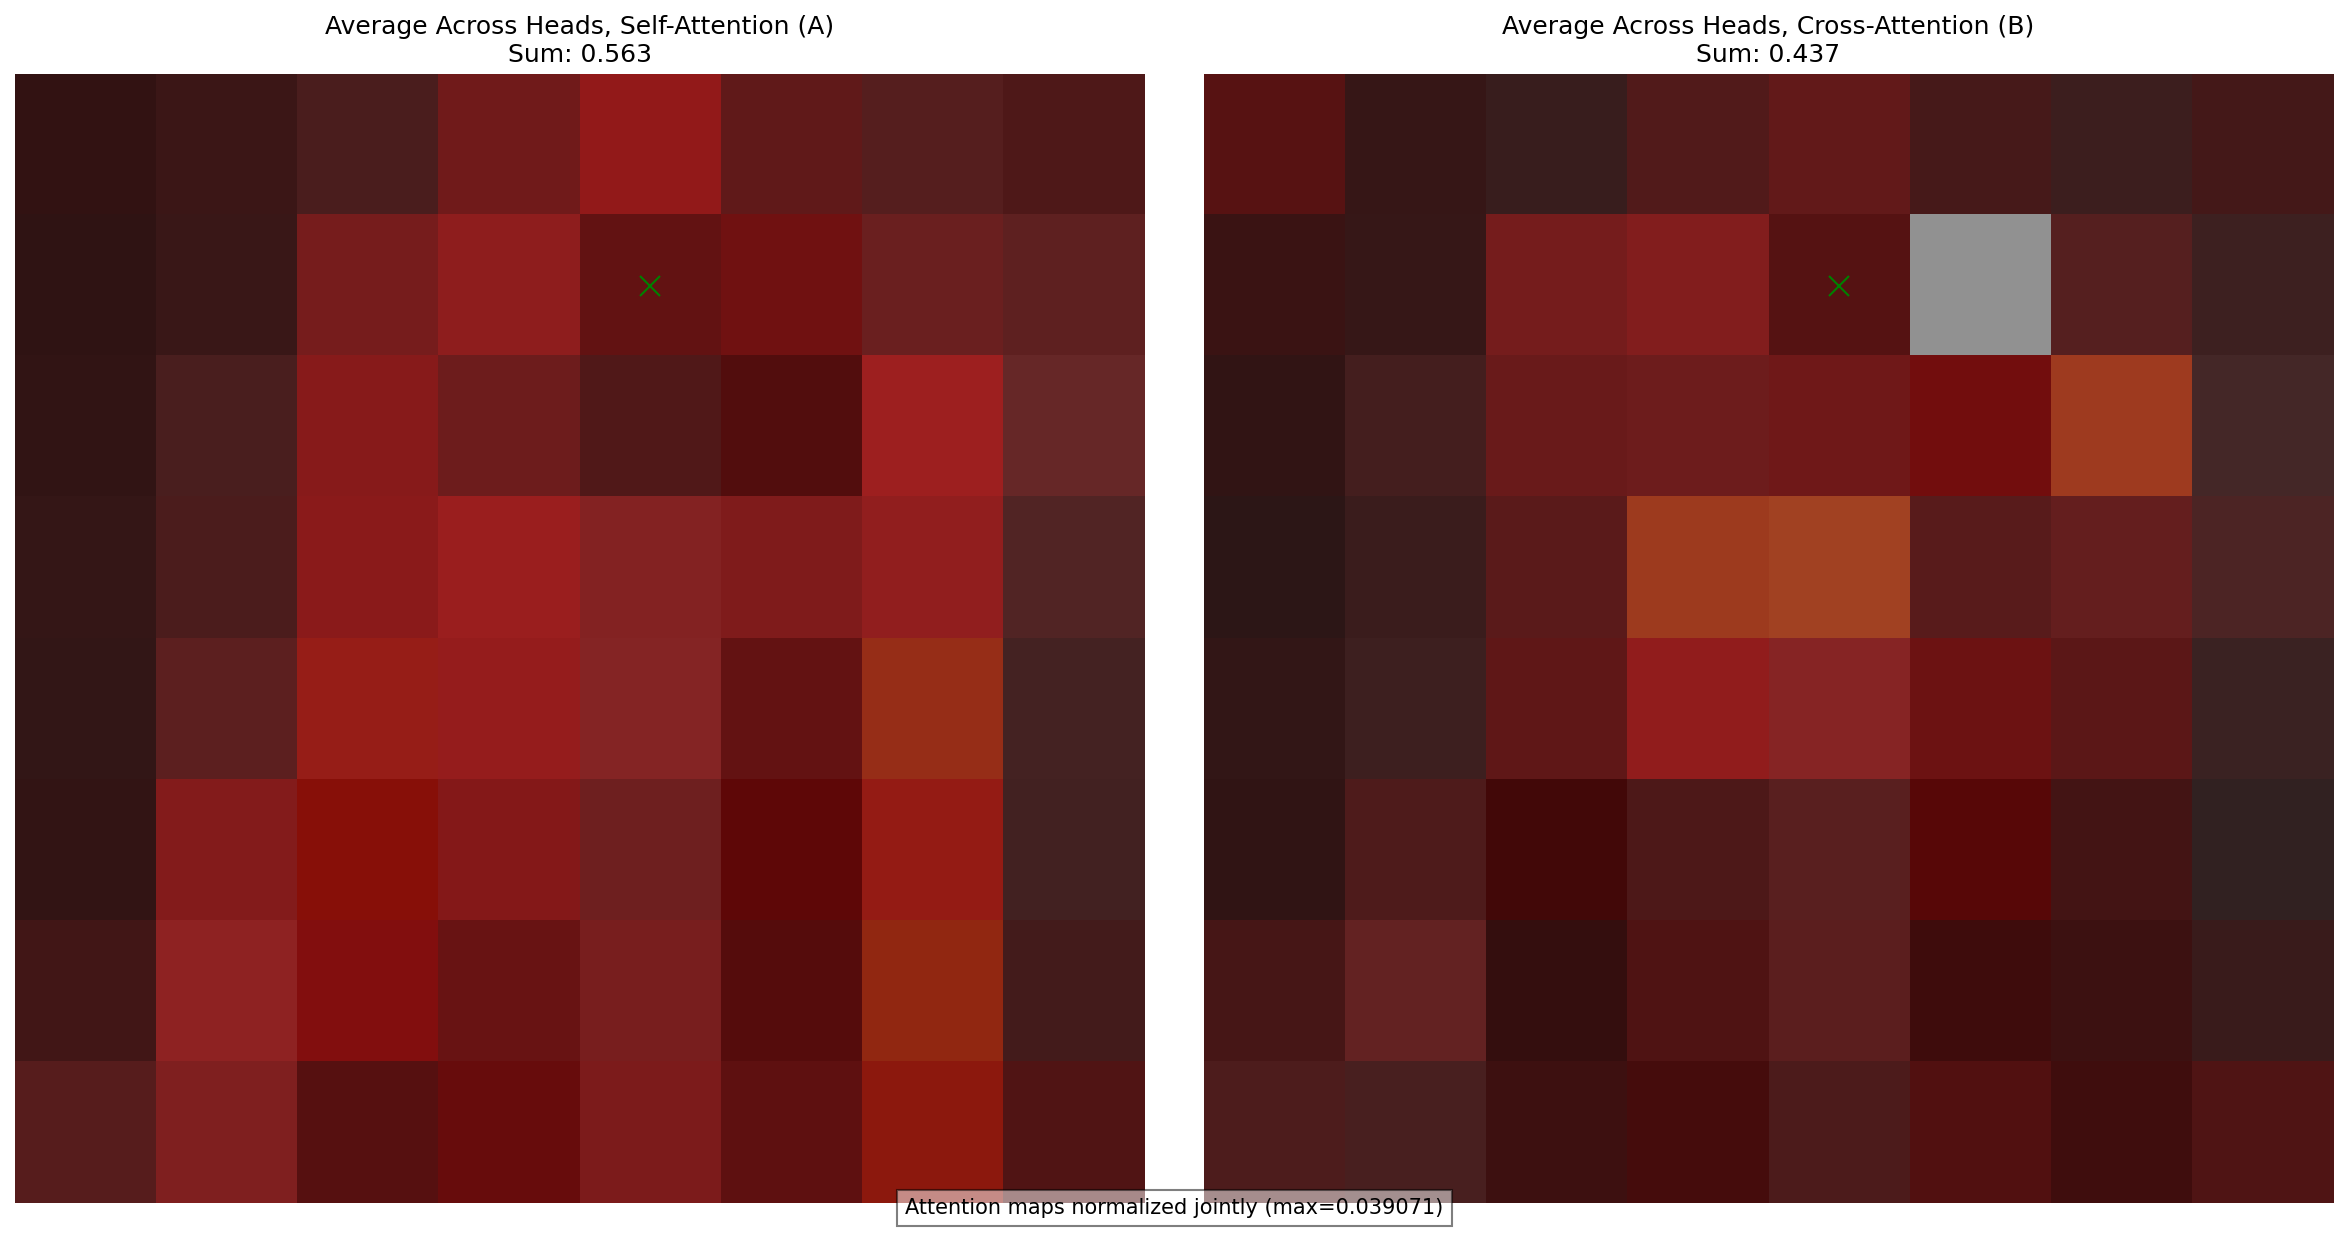 Average Across Heads, Self-Attention (A)
Sum: 0.563
Average Across Heads, Cross-Attention (B)
Sum: 0.437
Attention maps normalized jointly (max=0.039071)